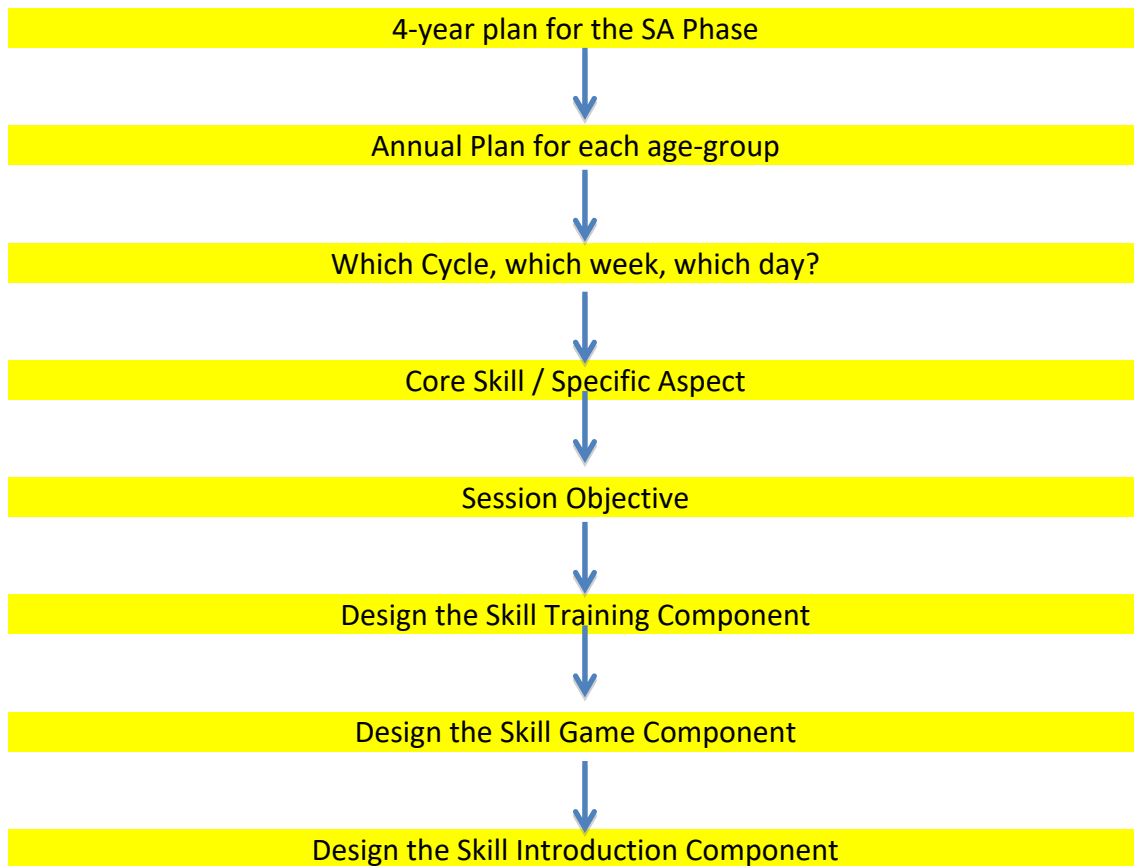 4-year plan for the SA Phase
Annual Plan for each age-group
Which Cycle, which week, which day?
Core Skill / Specific Aspect
Session Objective
Design the Skill Training Component
Design the Skill Game Component
Design the Skill Introduction Component